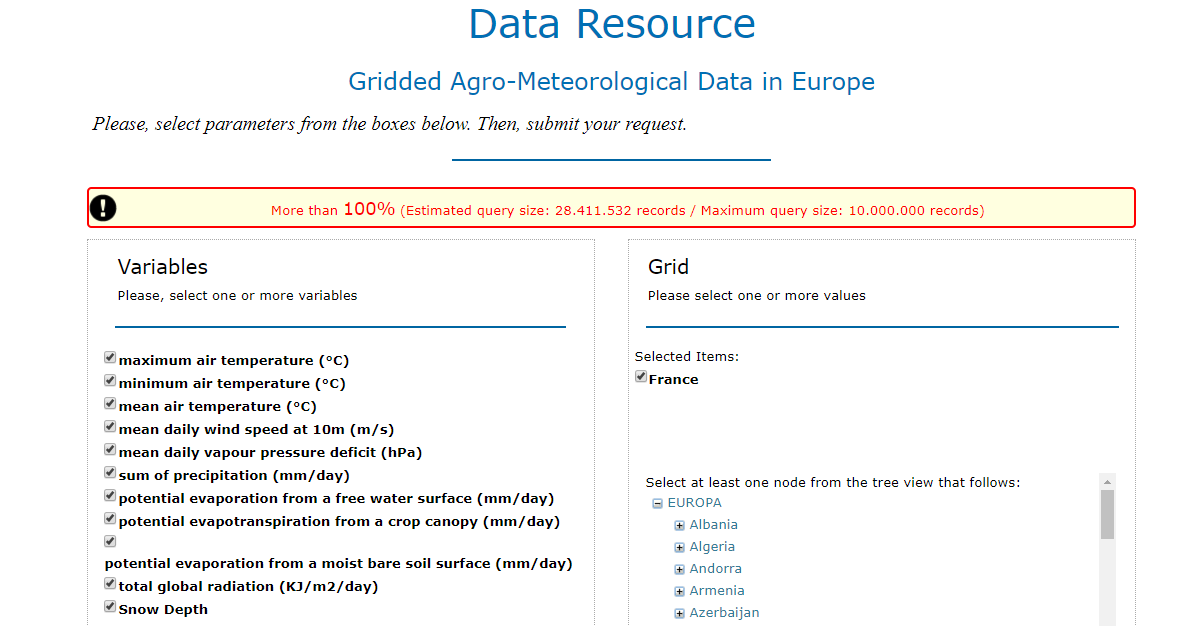 Data Resource
Gridded Agro-Meteorological Data in Europe
Please, select parameters from the boxes below. Then, submit your request.
More than 100% (Estimated query size: 28.411.532 records / Maximum query size: 10.000.000 records)
Variables
Please, select one or more variables
maximum air temperature (°C)
minimum air temperature (°C)
mean air temperature (°C)
mean daily wind speed at 10m (m/s)
mean daily vapour pressure deficit (hPa)
sum of precipitation (mm/day)
potential evaporation from a free water surface (mm/day)
potential evapotranspiration from a crop canopy (mm/day)
potential evaporation from a moist bare soil surface (mm/day)
total global radiation (KJ/m2/day)
Snow Depth
Grid
Please select one or more values
Selected Items:
France
Select at least one node from the tree view that follows:
EUROPA
Albania
Algeria
Andorra
Armenia
Azerbaijan